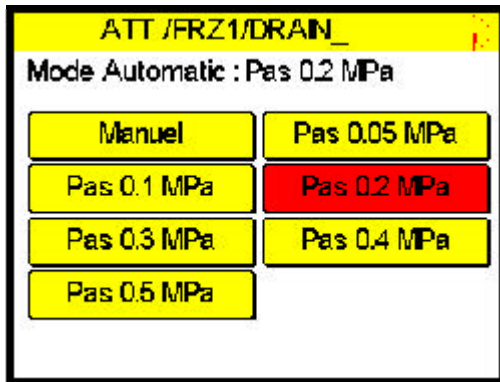 ATT /FRZ1/DRAIN_
Mode Automatic : Pas 0.2 MPa
Manuel
Pas 0.05 MPa
Pas 0.1 MPa
Pas 0.2 MPa
Pas 0.3 MPa
Pas 0.4 MPa
Pas 0.5 MPa